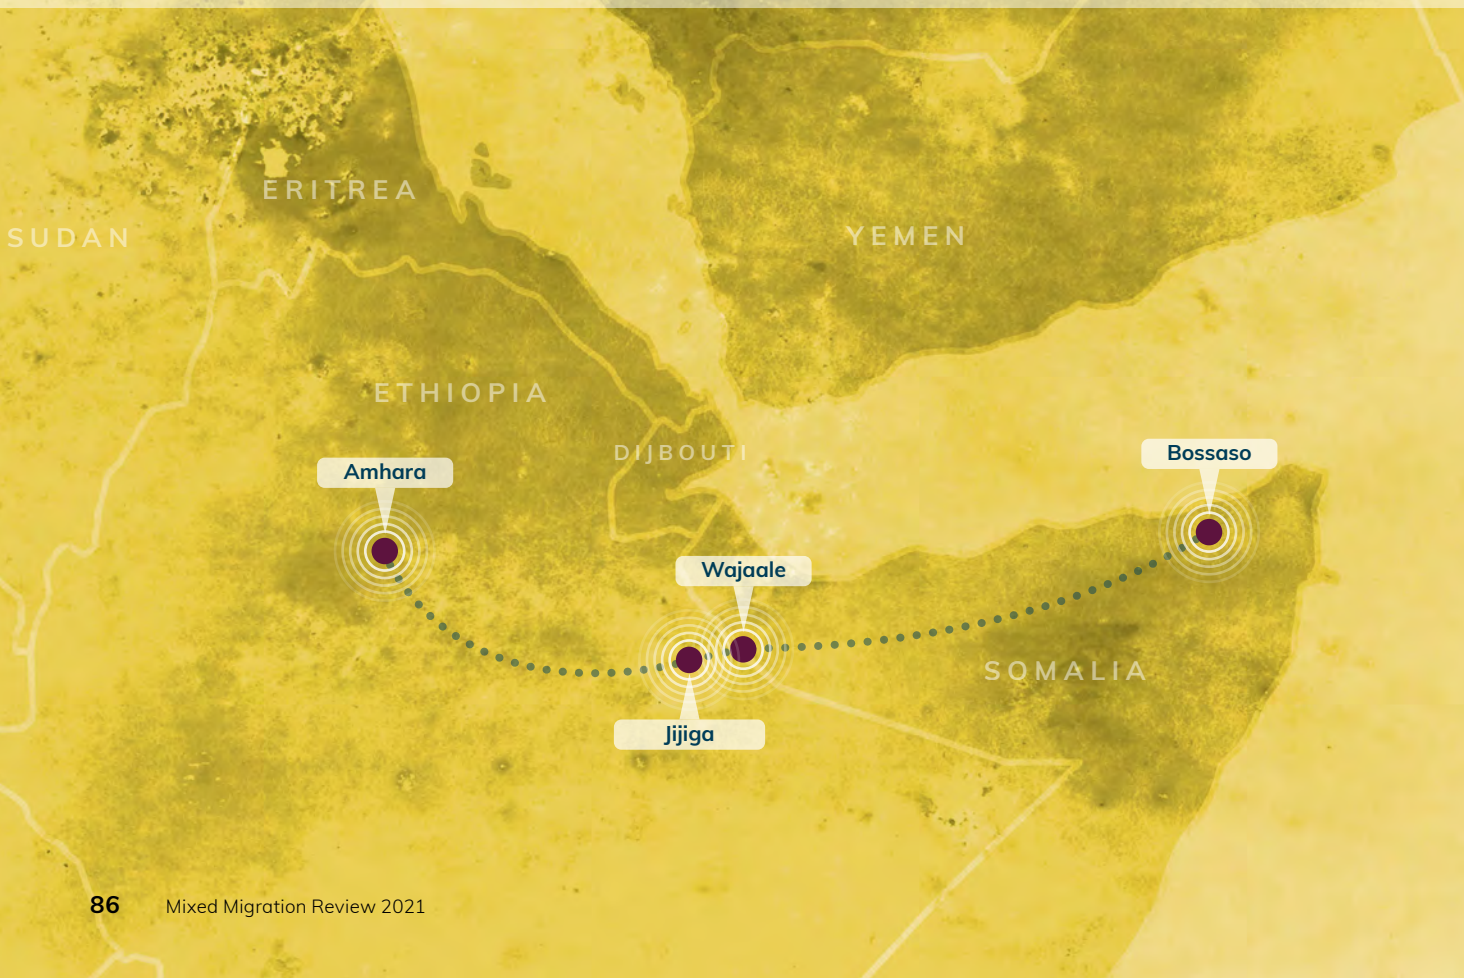 ERITREA
SUDAN
YEMEN
ETHIOPIA
DIJBOUTI
Bossaso
Amhara
Wajaale
SOMALIA
Jijiga
86 Mixed Migration Review 2021